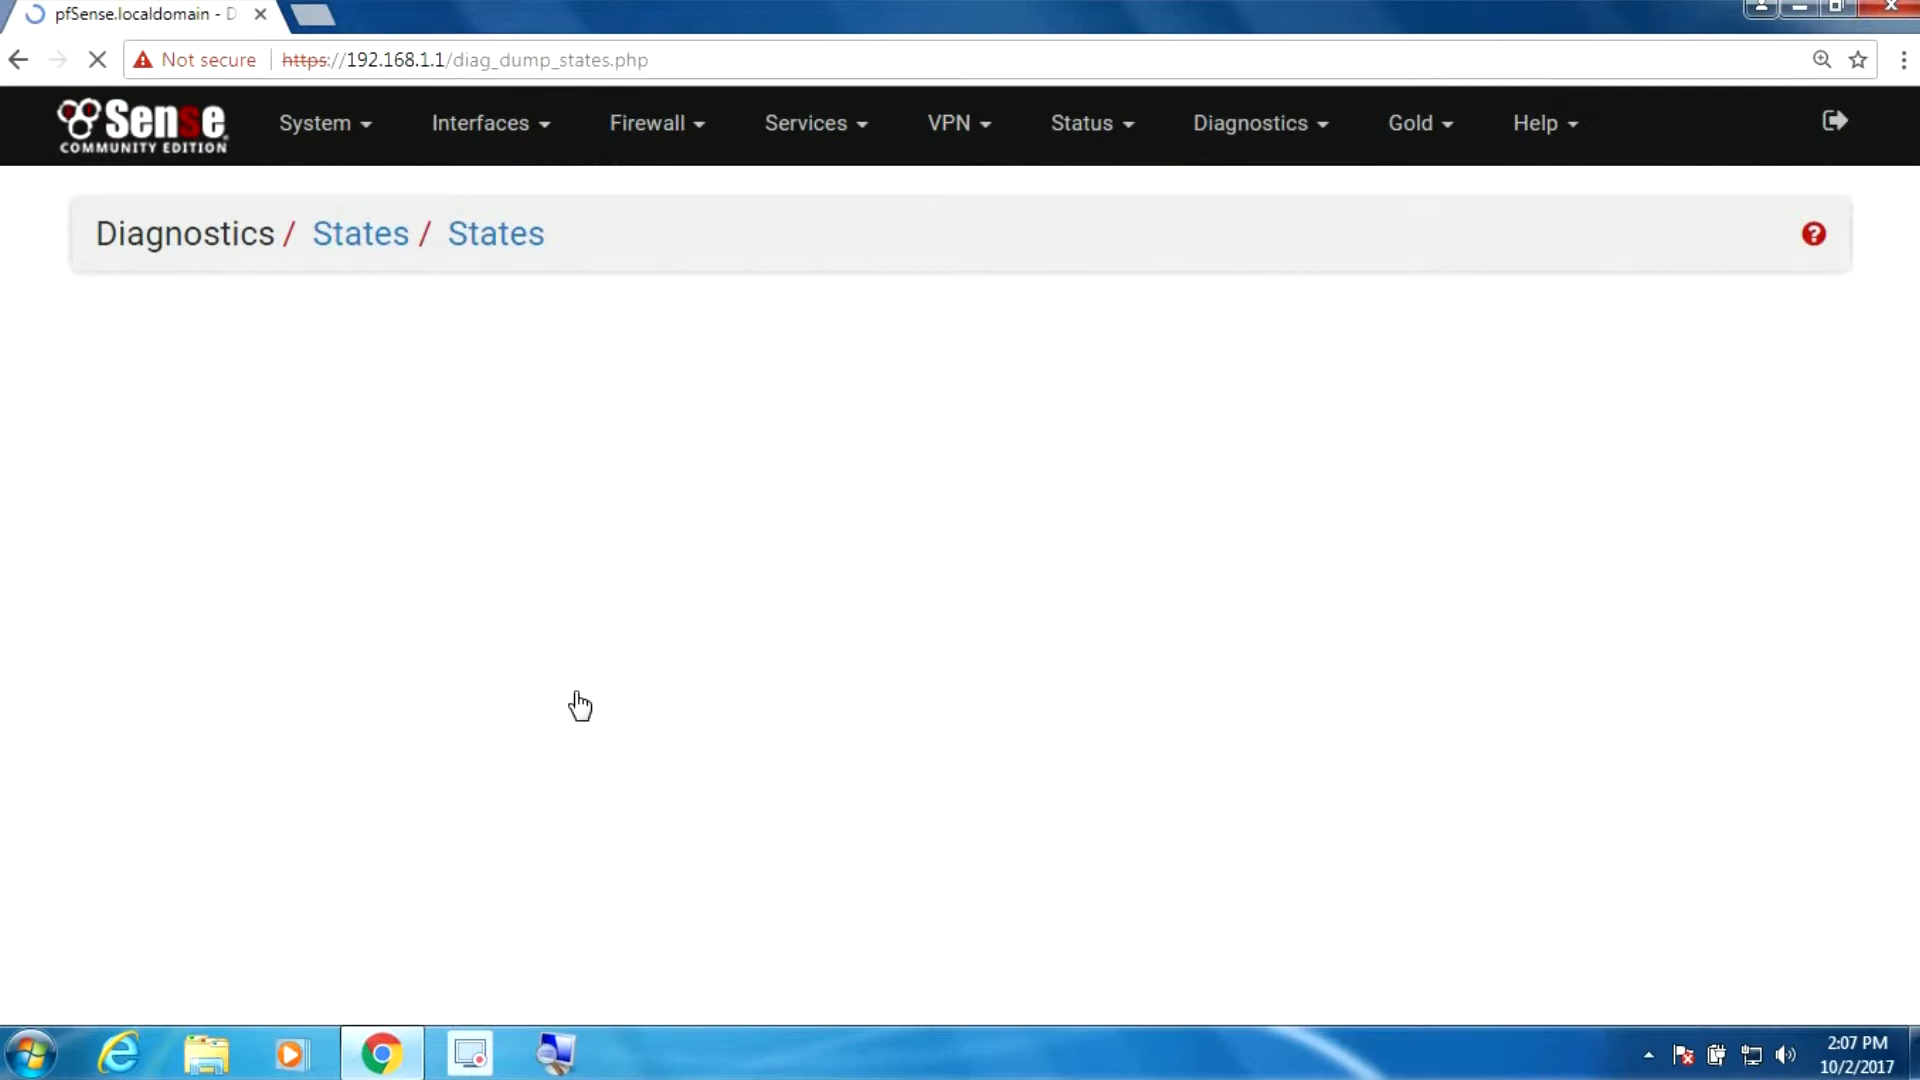 pfSense.localdomain - D
Not secure https://192.168.1.1/diag_dump_states.php
Sense
COMMUNITY EDITION
System Interfaces Firewall Services VPN Status Diagnostics Gold Help
Diagnostics / States / States
2:07 PM
10/2/2017